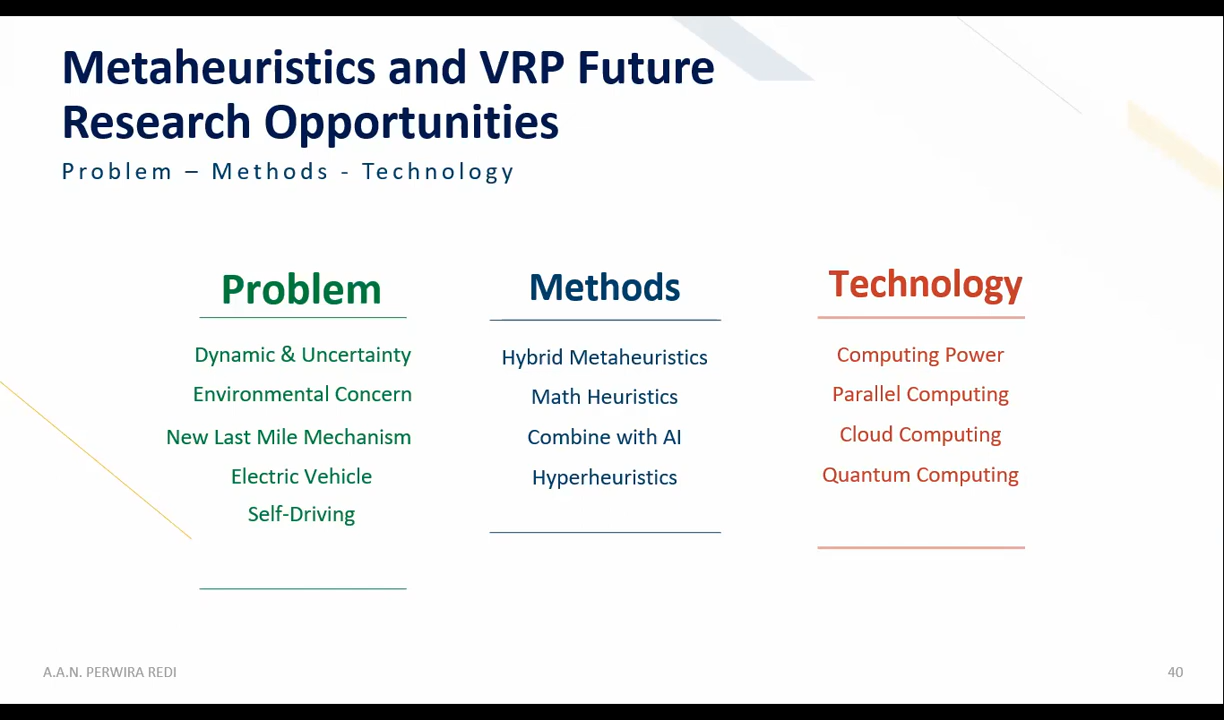 Metaheuristics and VRP Future
Research Opportunities
Problem – Methods - Technology
Problem
Dynamic & Uncertainty
Environmental Concern
New Last Mile Mechanism
Electric Vehicle
Self-Driving
Methods
Hybrid Metaheuristics
Math Heuristics
Combine with AI
Hyperheuristics
Technology
Computing Power
Parallel Computing
Cloud Computing
Quantum Computing
A.A.N. PERWIRA REDI
40